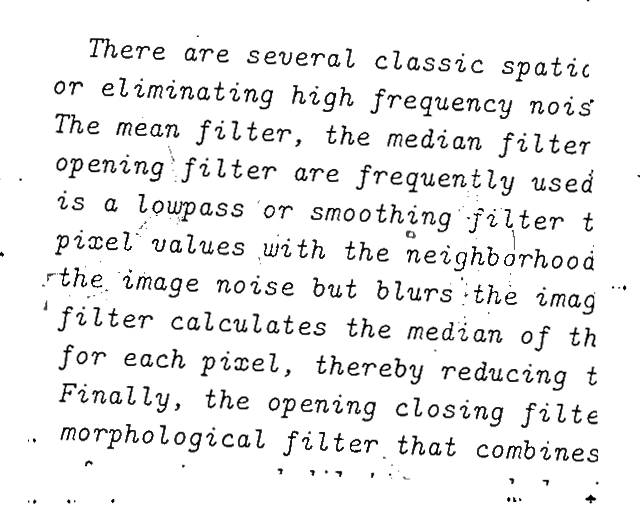 There are several classic spatic
or eliminating high frequency nois
The mean filter, the median filter
opening filter are frequently used
is a lowpass or smoothing filter t
pixel values with the neighborhood
the image noise but blurs the imag
filter calculates the median of th
for each pixel, thereby reducing t
Finally, the opening closing filte
morphological filter that combines